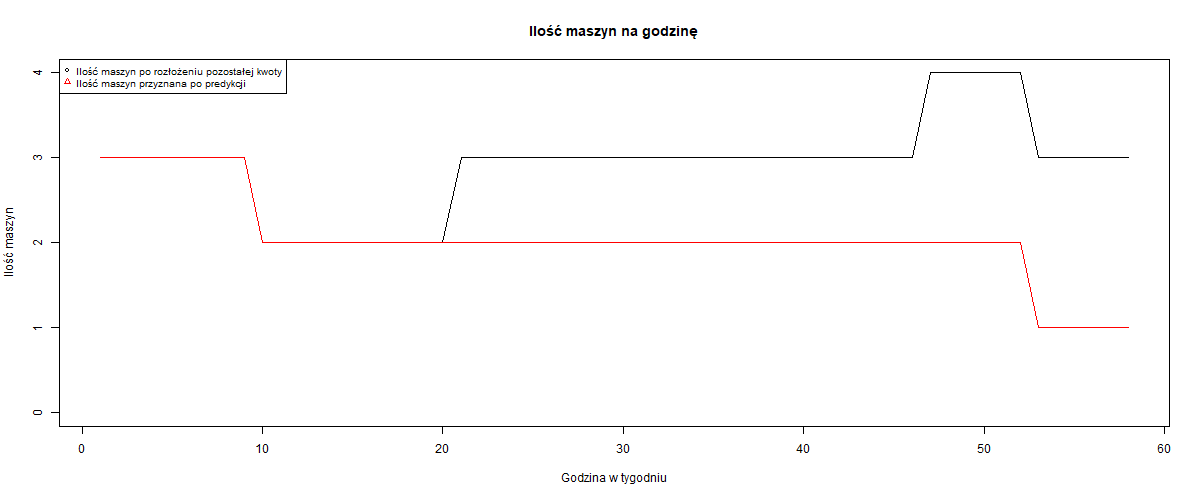 Ilość maszyn na godzinę
Ilość maszyn po rozłożeniu pozostałej kwoty
Ilość maszyn przyznana po predykcji
Ilość maszyn
4
3
2
1
0
0 10 20 30 40 50 60
Godzina w tygodniu